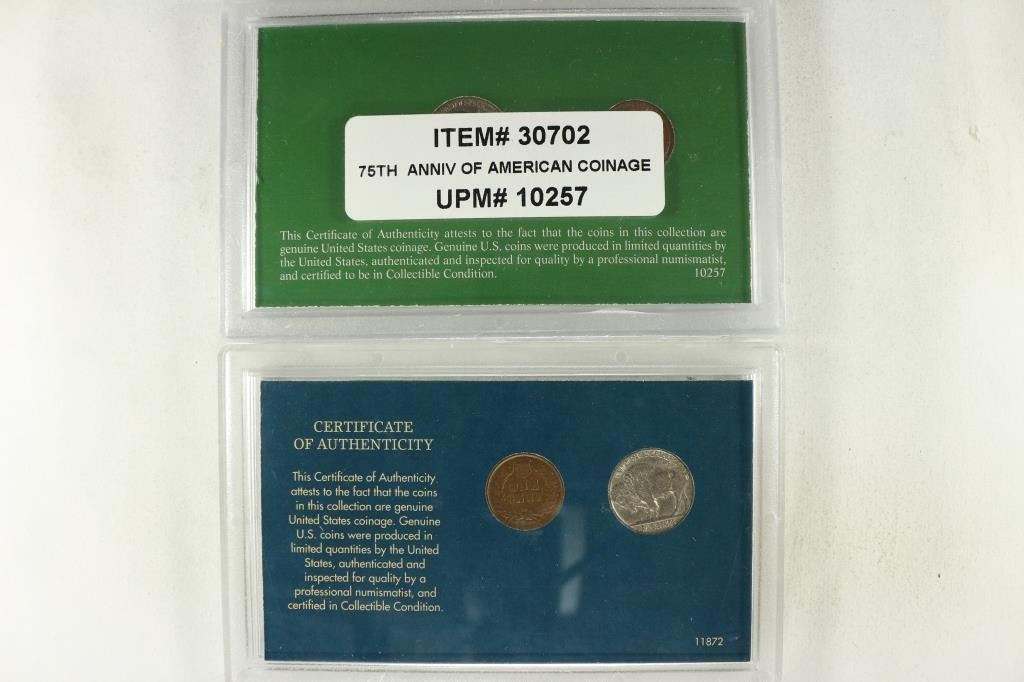 ITEM# 30702
75TH ANNIV OF AMERICAN COINAGE
UPM# 10257
This Certificate of Authenticity attests to the fact that the coins in this collection are
genuine United States coinage. Genuine U.S. coins were produced in limited quantities by
the United States, authenticated and inspected for quality by a professional numismatist,
and certified to be in Collectible Condition.
10257
CERTIFICATE
OF AUTHENTICITY
This Certificate of Authenticity
attests to the fact that the coins
in this collection are genuine
United States coinage. Genuine
U.S. coins were produced in
limited quantities by the United
States, authenticated and
inspected for quality by a
professional numismatist, and
certified in Collectible Condition.
ONE
CENT
11872